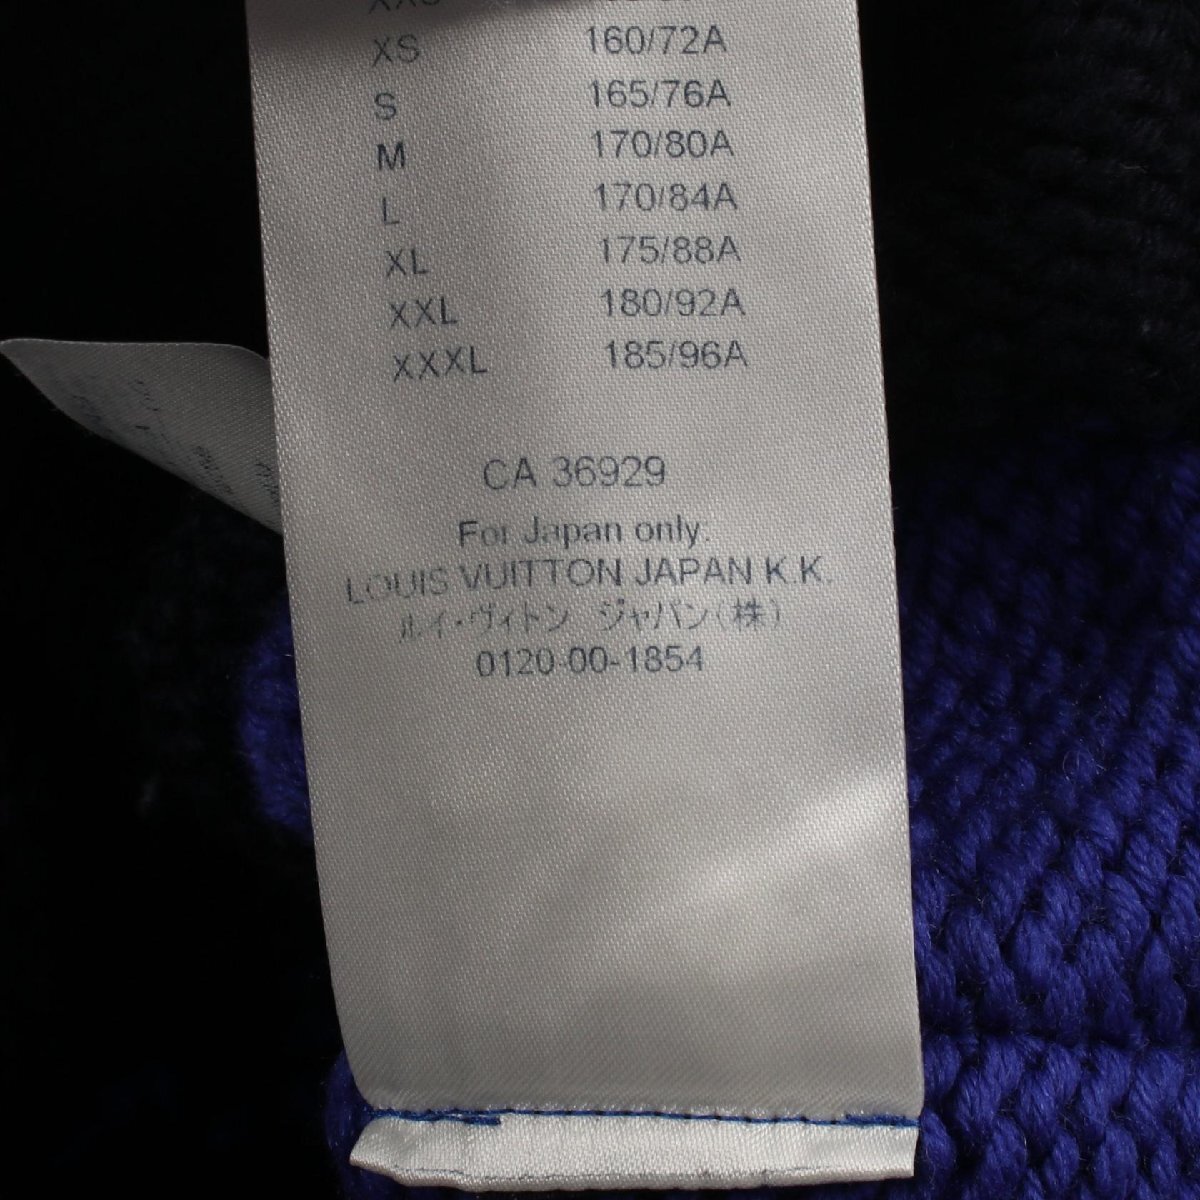 XS 160/72A
S 165/76A
M 170/80A
L 170/84A
XL 175/88A
XXL 180/92A
XXXL 185/96A
CA 36929
For Japan only:
LOUIS VUITTON JAPAN K.K.
ルイ・ヴィトン ジャパン(株)
0120-00-1854